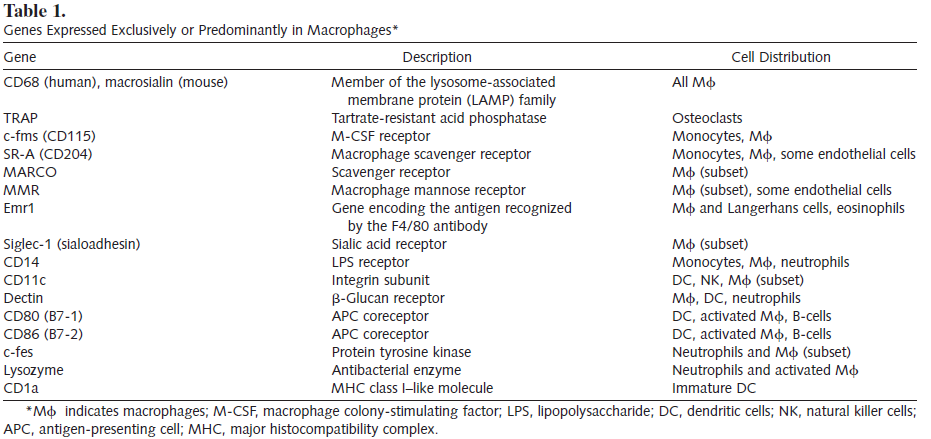 Table 1.
Genes Expressed Exclusively or Predominantly in Macrophages*
Gene Description Cell Distribution
CD68 (human), macrosialin (mouse) Member of the lysosome-associated All Mϕ
membrane protein (LAMP) family
TRAP Tartrate-resistant acid phosphatase Osteoclasts
c-fms (CD115) M-CSF receptor Monocytes, Mϕ
SR-A (CD204) Macrophage scavenger receptor Monocytes, Mϕ, some endothelial cells
MARCO Scavenger receptor Mϕ (subset)
MMR Macrophage mannose receptor Mϕ (subset), some endothelial cells
Emr1 Gene encoding the antigen recognized Mϕ and Langerhans cells, eosinophils
by the F4/80 antibody
Siglec-1 (sialoadhesin) Sialic acid receptor Mϕ (subset)
CD14 LPS receptor Monocytes, Mϕ, neutrophils
CD11c Integrin subunit DC, NK, Mϕ (subset)
Dectin β-Glucan receptor Mϕ, DC, neutrophils
CD80 (B7-1) APC coreceptor DC, activated Mϕ, B-cells
CD86 (B7-2) APC coreceptor DC, activated Mϕ, B-cells
c-fes Protein tyrosine kinase Neutrophils and Mϕ (subset)
Lysozyme Antibacterial enzyme Neutrophils and activated Mϕ
CD1a MHC class I–like molecule Immature DC
*Mϕ indicates macrophages; M-CSF, macrophage colony-stimulating factor; LPS, lipopolysaccharide; DC, dendritic cells; NK, natural killer cells;
APC, antigen-presenting cell; MHC, major histocompatibility complex.